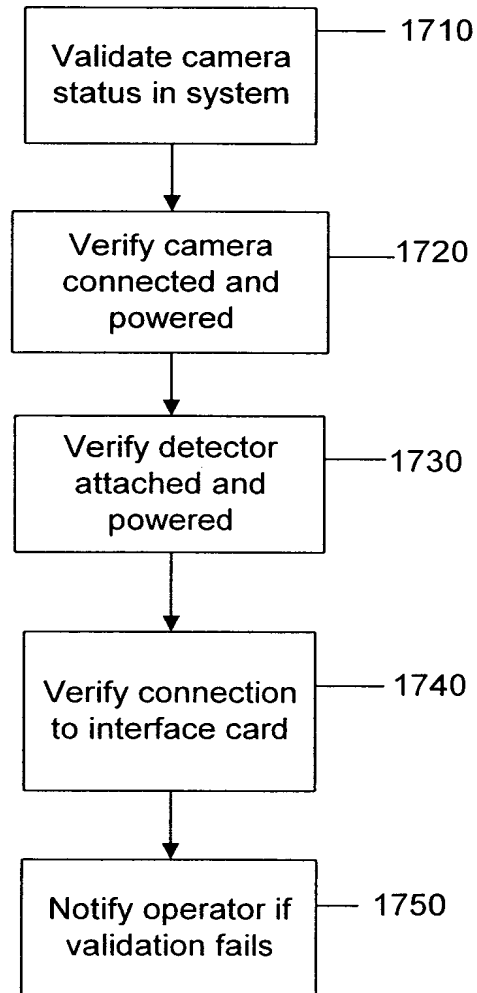 Validate camera
status in system
1710
Verify camera
connected and
powered
1720
Verify detector
attached and
powered
1730
Verify connection
to interface card
1740
Notify operator if
validation fails
1750